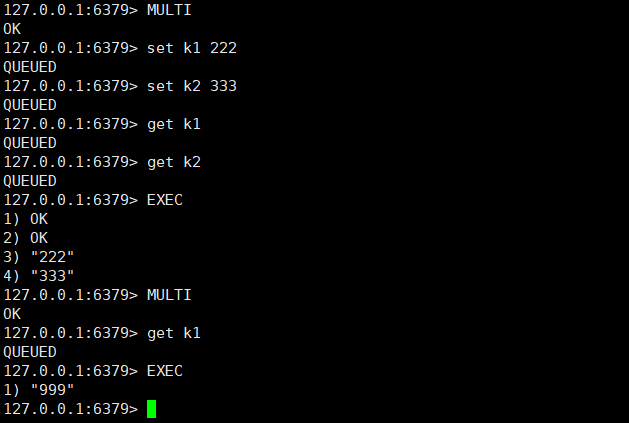 127.0.0.1:6379> MULTI
OK
127.0.0.1:6379> set k1 222
QUEUED
127.0.0.1:6379> set k2 333
QUEUED
127.0.0.1:6379> get k1
QUEUED
127.0.0.1:6379> get k2
QUEUED
127.0.0.1:6379> EXEC
1) OK
2) OK
3) "222"
4) "333"
127.0.0.1:6379> MULTI
OK
127.0.0.1:6379> get k1
QUEUED
127.0.0.1:6379> EXEC
1) "999"
127.0.0.1:6379>